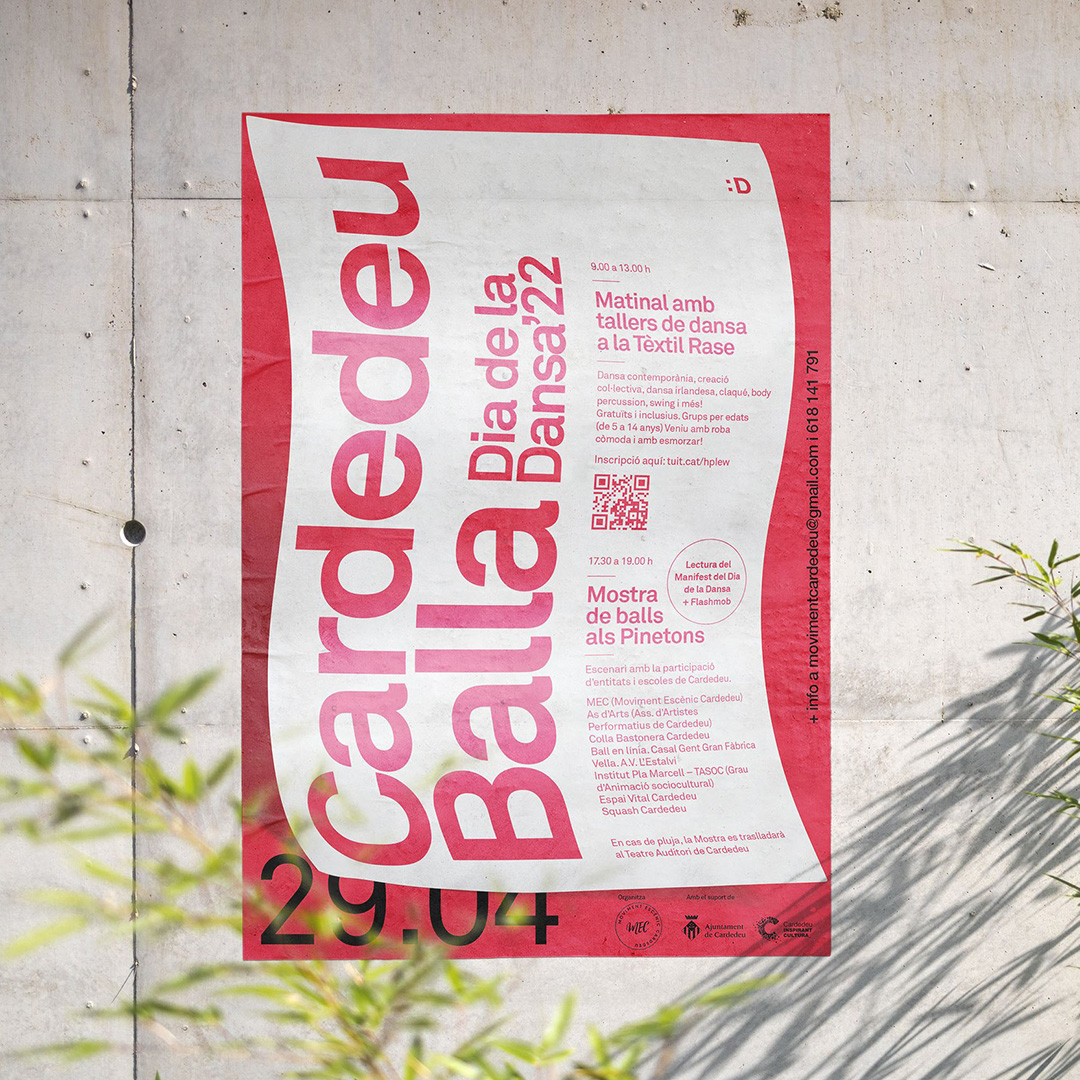 Cardedeu
Balla
Dia de la
Dansa'22
:D
9.00 a 13.00 h
Matinal amb
tallers de dansa
a la Tèxtil Rase
Dansa contemporània, creació
col·lectiva, dansa irlandesa, claqué, body
percussion, swing i més!
Gratuïts i inclusius. Grups per edats
(de 5 a 14 anys) Veniu amb roba
còmoda i amb esmorzar!
Inscripció aquí: tuit.cat/hplew
17.30 a 19.00 h
Mostra
de balls
als Pinetons
Lectura del
Manifest del Dia
de la Dansa
+ Flashmob
Escenari amb la participació
d'entitats i escoles de Cardedeu.
MEC (Moviment Escènic Cardedeu)
As d'Arts (Ass. d'Artistes
Performatius de Cardedeu)
Colla Bastonera Cardedeu
Ball en línia. Casal Gent Gran Fàbrica
Vella. A.V. L'Estalvi
Institut Pla Marcell – TASOC (Grau
d'Animació sociocultural)
Espai Vital Cardedeu
Squash Cardedeu
En cas de pluja, la Mostra es traslladarà
al Teatre Auditori de Cardedeu
+ info a movimentcardedeu@gmail.com i 618 141 791
29.04
Organitza
MOVIMENT ESCÈNIC CARDEDEU
MEC
Amb el suport de
Ajuntament
de Cardedeu
Cardedeu
INSPIRANT
CULTURA